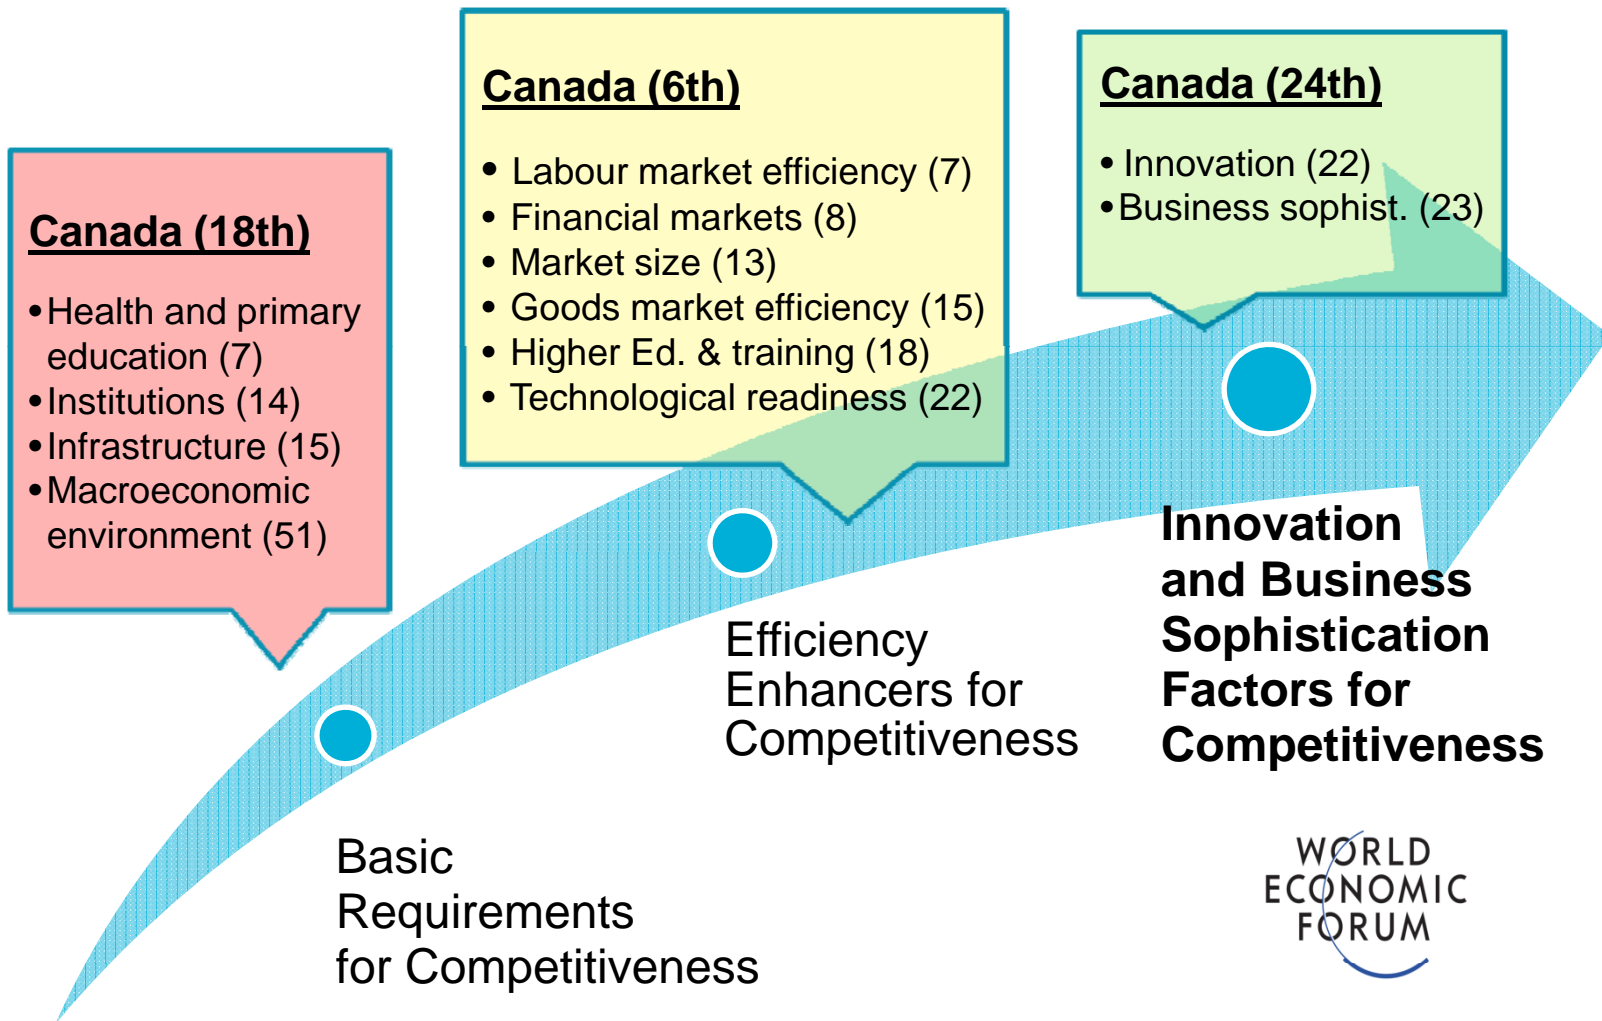 Canada (18th)
•Health and primary
education (7)
•Institutions (14)
•Infrastructure (15)
•Macroeconomic
environment (51)
Canada (6th)
• Labour market efficiency (7)
• Financial markets (8)
• Market size (13)
• Goods market efficiency (15)
• Higher Ed. & training (18)
• Technological readiness (22)
Canada (24th)
• Innovation (22)
•Business sophist. (23)
Basic
Requirements
for Competitiveness
Efficiency
Enhancers for
Competitiveness
Innovation
and Business
Sophistication
Factors for
Competitiveness
WORLD
ECONOMIC
FORUM